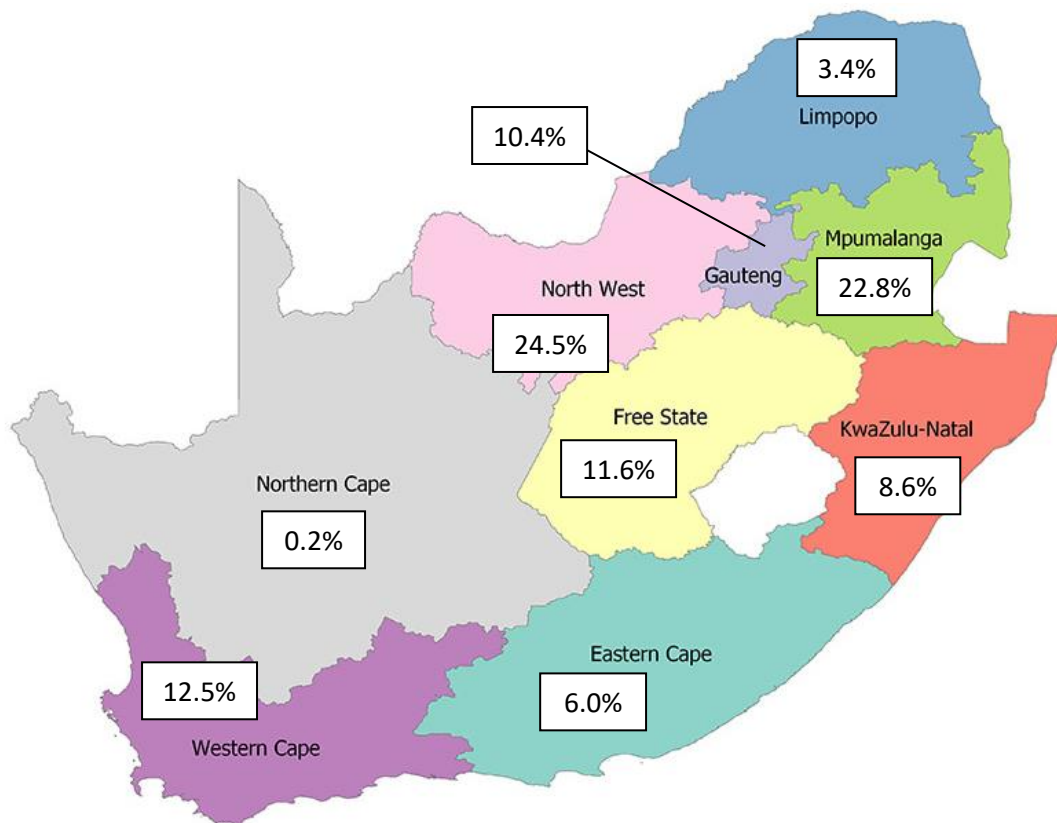 3.4%
Limpopo
10.4%
Mpumalanga
22.8%
Gauteng
North West
24.5%
Free State
11.6%
KwaZulu-Natal
8.6%
Northern Cape
0.2%
Eastern Cape
6.0%
12.5%
Western Cape